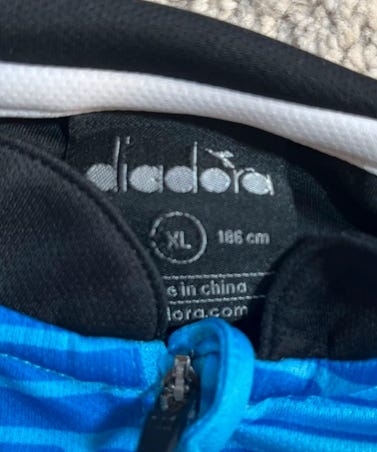 diadora
XL 186 cm
e in china
dora.com